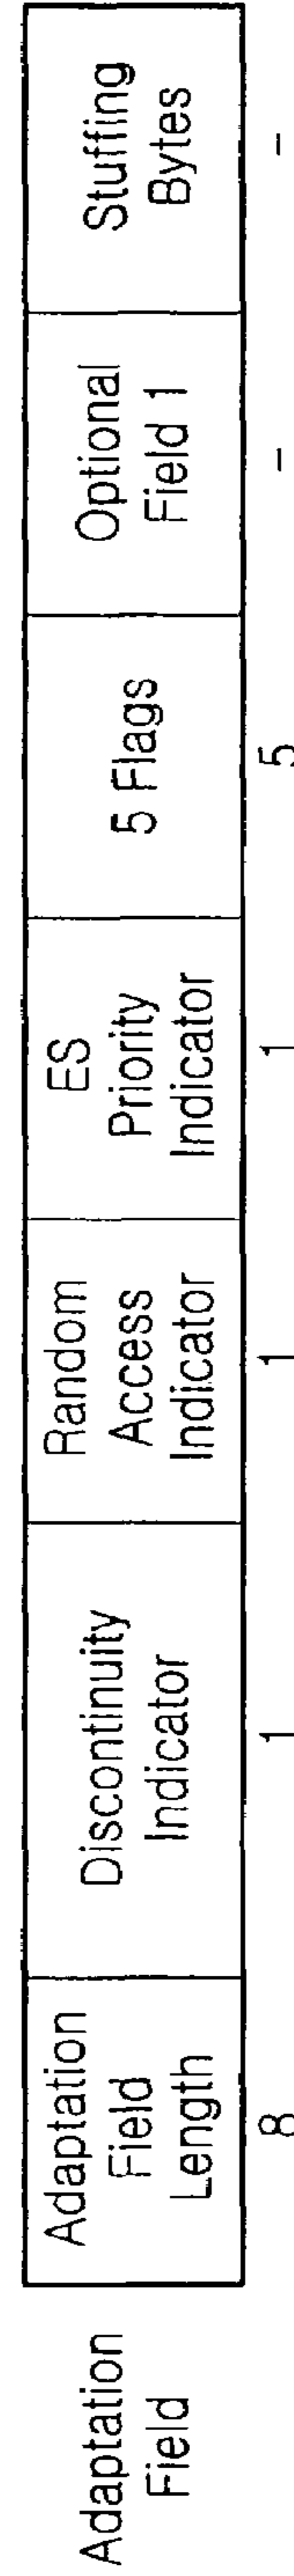 Adaptation
Field
Adaptation
Field
Length
8
Discontinuity
Indicator
1
Random
Access
Indicator
1
ES
Priority
Indicator
1
5 Flags
5
Optional
Field 1
-
Stuffing
Bytes
-